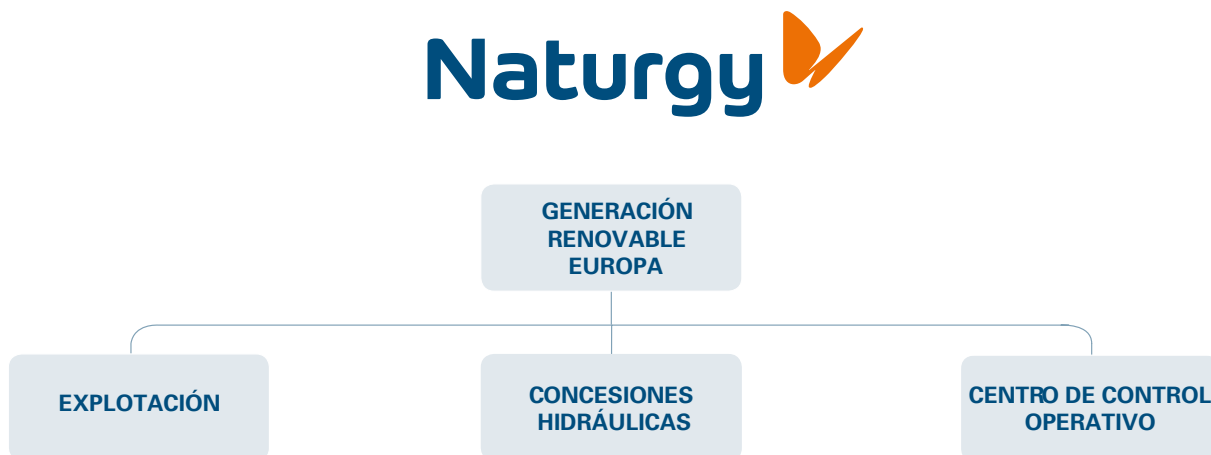 Naturgy
GENERACIÓN
RENOVABLE
EUROPA
EXPLOTACIÓN
CONCESIONES
HIDRÁULICAS
CENTRO DE CONTROL
OPERATIVO